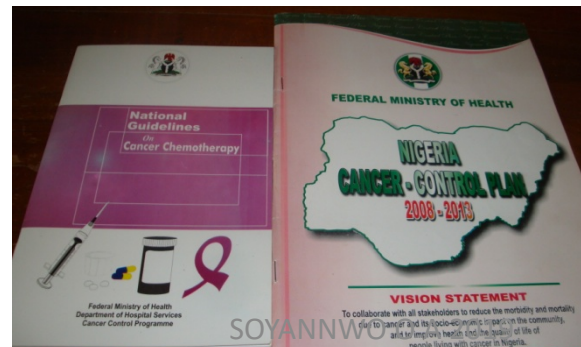 National
Guidelines
On
Cancer Chemotherapy
Federal Ministry of Health
Department of Hospital Services
Cancer Control Programme
FEDERAL MINISTRY OF HEALTH
NIGERIA
CANCER - CONTROL PLAN
2008 - 2013
VISION STATEMENT
To collaborate with all stakeholders to reduce the morbidity and mortality
due to cancer and its socio-economic impact on the community,
and to improve health and the quality of life of
people living with cancer in Nigeria.
SOYANNWO